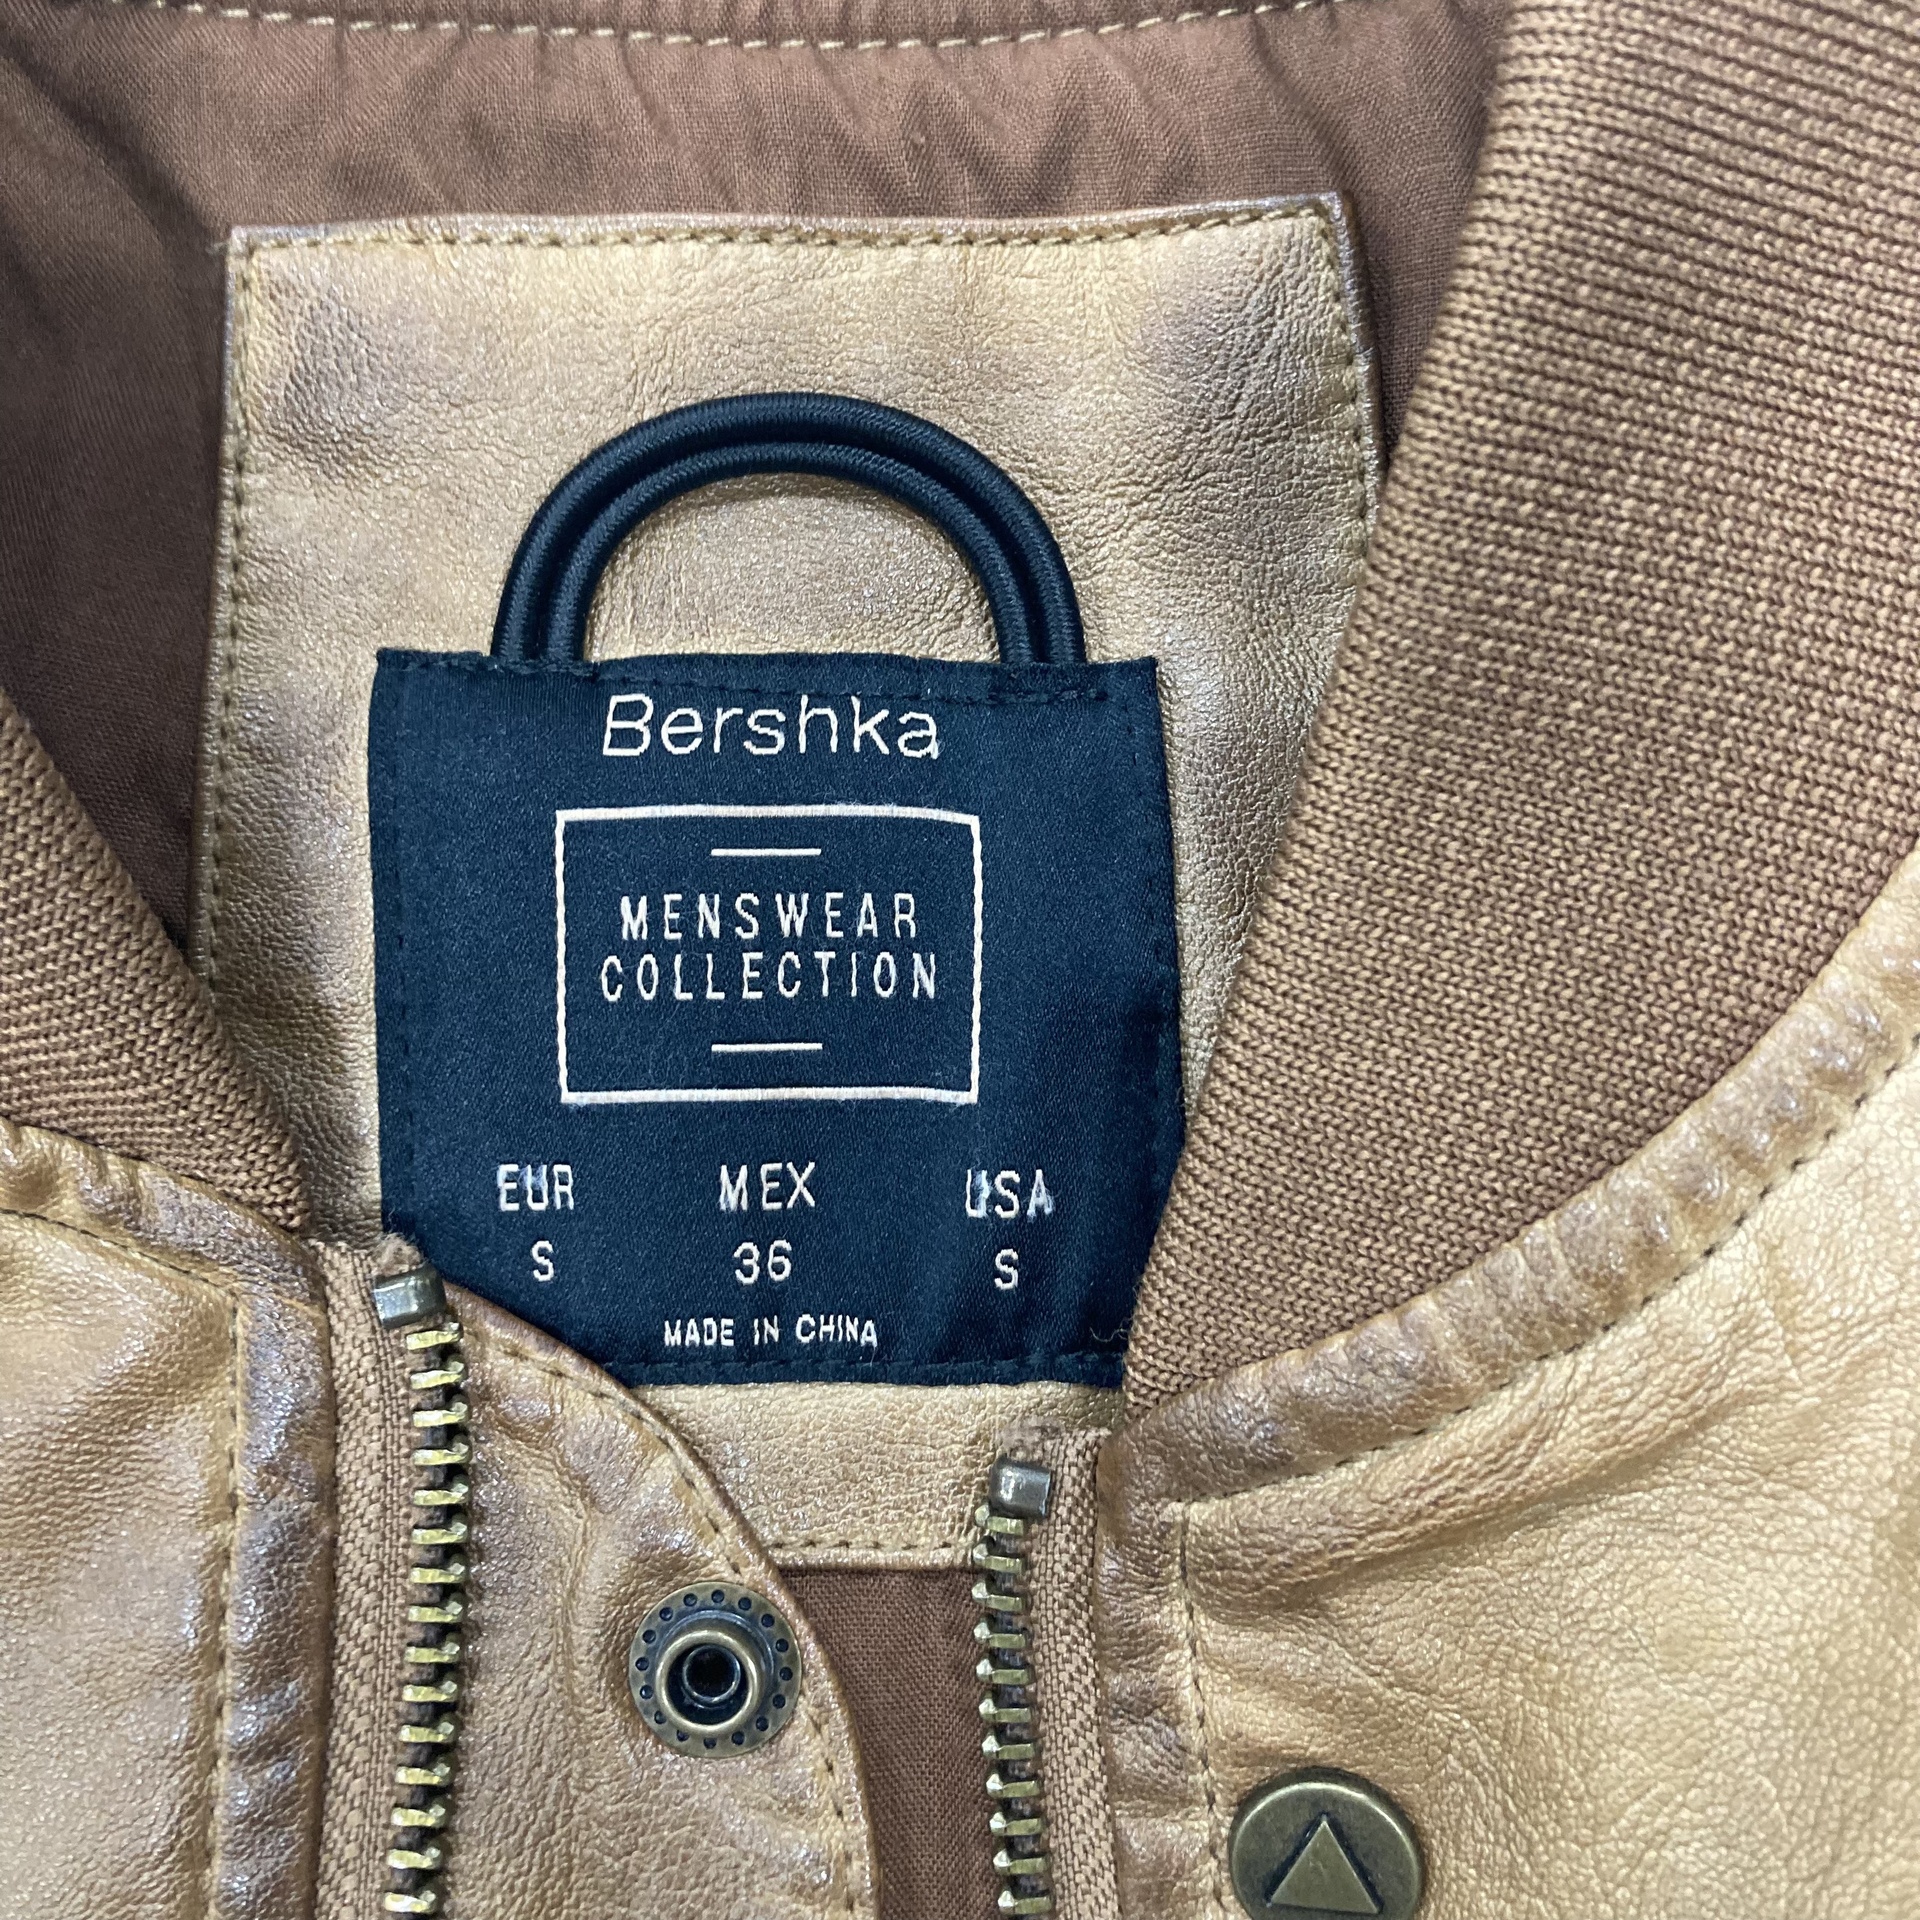 Bershka
MENSWEAR
COLLECTION
EUR MEX USA
S 36 S
MADE IN CHINA